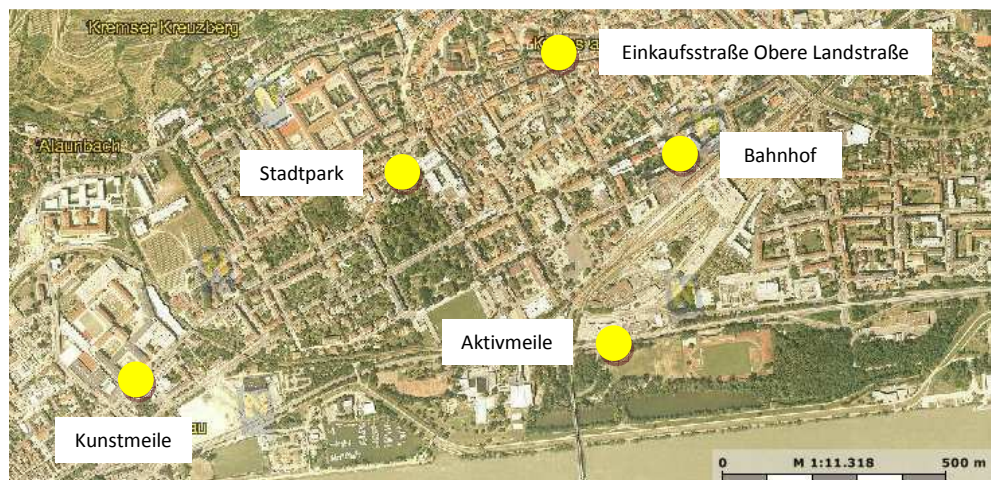 Kremser Kreuzberg
Einkaufsstraße Obere Landstraße
Alaunbach
Stadtpark
Bahnhof
Aktivmeile
Kunstmeile
0 M 1:11.318 500 m